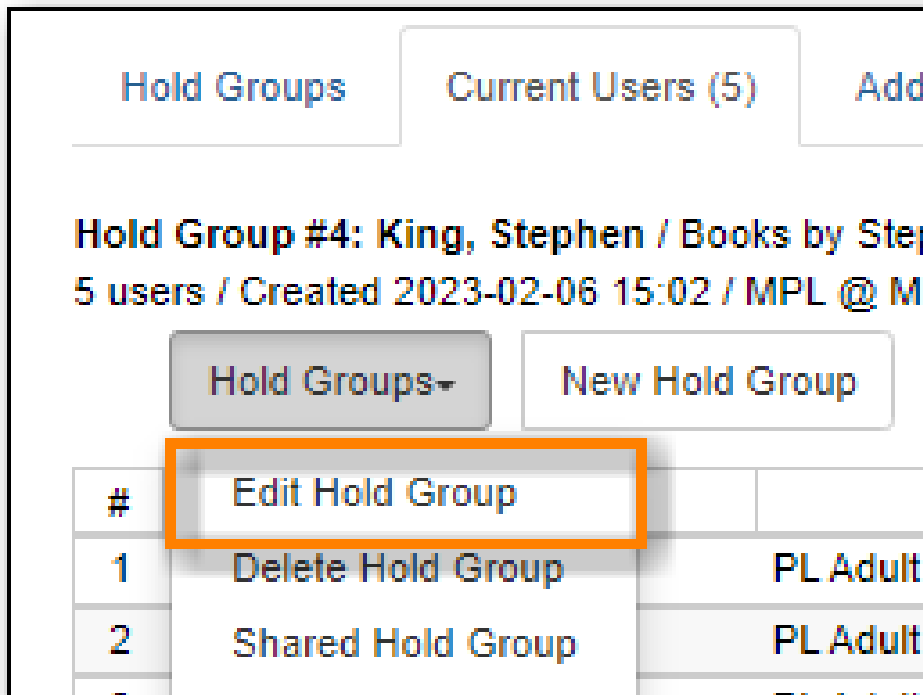 Hold Groups Current Users (5) Add
Hold Group #4: King, Stephen / Books by Step
5 users / Created 2023-02-06 15:02 / MPL @ M
Hold Groups New Hold Group
#
Edit Hold Group
1 Delete Hold Group PL Adult
2 Shared Hold Group PL Adult